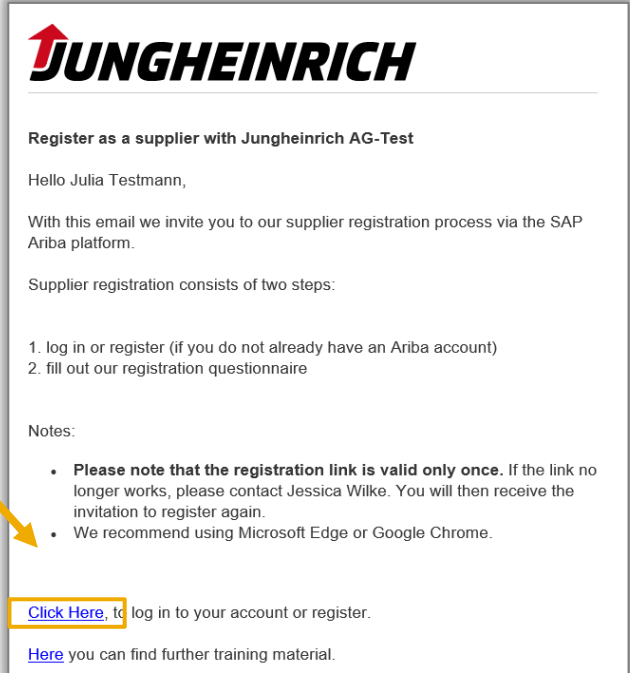 JUNGHEINRICH
Register as a supplier with Jungheinrich AG-Test
Hello Julia Testmann,
With this email we invite you to our supplier registration process via the SAP
Ariba platform.
Supplier registration consists of two steps:
1. log in or register (if you do not already have an Ariba account)
2. fill out our registration questionnaire
Notes:
• Please note that the registration link is valid only once. If the link no
longer works, please contact Jessica Wilke. You will then receive the
invitation to register again.
• We recommend using Microsoft Edge or Google Chrome.
Click Here, to log in to your account or register.
Here you can find further training material.